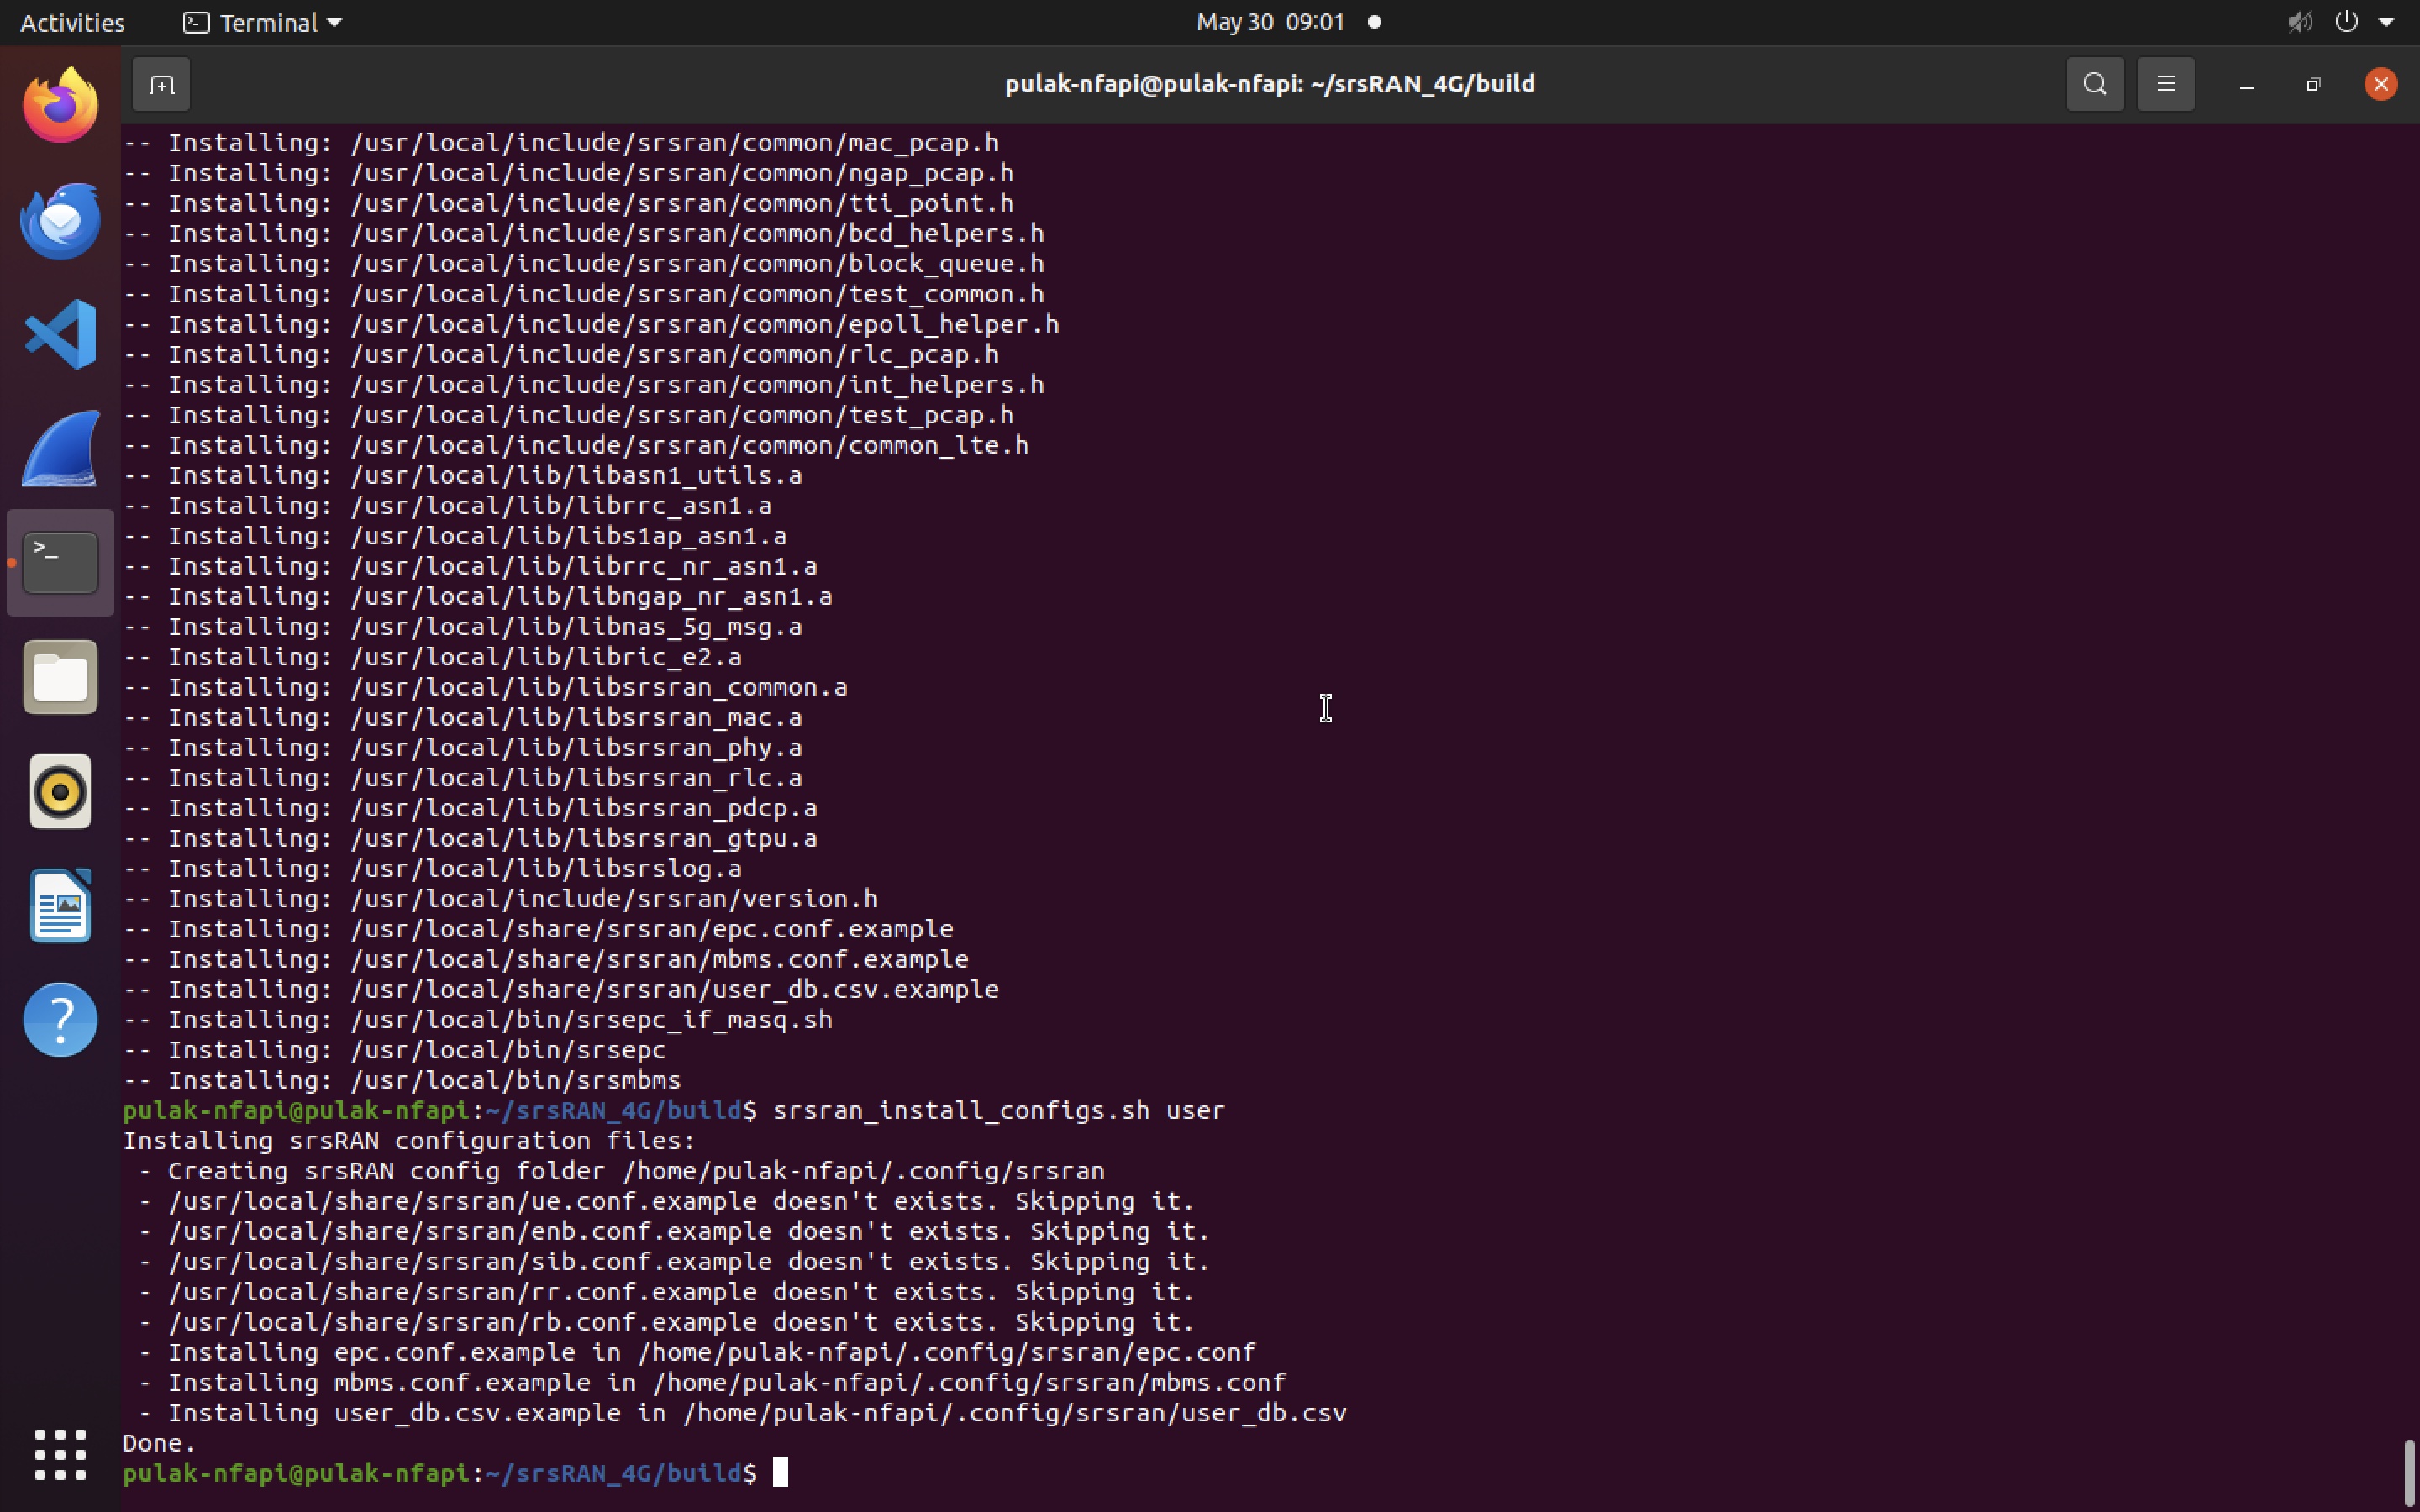 Activities Terminal May 30 09:01
pulak-nfapi@pulak-nfapi: ~/srsRAN_4G/build
-- Installing: /usr/local/include/srsran/common/mac_pcap.h
-- Installing: /usr/local/include/srsran/common/ngap_pcap.h
-- Installing: /usr/local/include/srsran/common/tti_point.h
-- Installing: /usr/local/include/srsran/common/bcd_helpers.h
-- Installing: /usr/local/include/srsran/common/block_queue.h
-- Installing: /usr/local/include/srsran/common/test_common.h
-- Installing: /usr/local/include/srsran/common/epoll_helper.h
-- Installing: /usr/local/include/srsran/common/rlc_pcap.h
-- Installing: /usr/local/include/srsran/common/int_helpers.h
-- Installing: /usr/local/include/srsran/common/test_pcap.h
-- Installing: /usr/local/include/srsran/common/common_lte.h
-- Installing: /usr/local/lib/libasn1_utils.a
-- Installing: /usr/local/lib/librrc_asn1.a
-- Installing: /usr/local/lib/libs1ap_asn1.a
-- Installing: /usr/local/lib/librrc_nr_asn1.a
-- Installing: /usr/local/lib/libngap_nr_asn1.a
-- Installing: /usr/local/lib/libnas_5g_msg.a
-- Installing: /usr/local/lib/libric_e2.a
-- Installing: /usr/local/lib/libsrsran_common.a
-- Installing: /usr/local/lib/libsrsran_mac.a
-- Installing: /usr/local/lib/libsrsran_phy.a
-- Installing: /usr/local/lib/libsrsran_rlc.a
-- Installing: /usr/local/lib/libsrsran_pdcp.a
-- Installing: /usr/local/lib/libsrsran_gtpu.a
-- Installing: /usr/local/lib/libsrslog.a
-- Installing: /usr/local/include/srsran/version.h
-- Installing: /usr/local/share/srsran/epc.conf.example
-- Installing: /usr/local/share/srsran/mbms.conf.example
-- Installing: /usr/local/share/srsran/user_db.csv.example
-- Installing: /usr/local/bin/srsepc_if_masq.sh
-- Installing: /usr/local/bin/srsepc
-- Installing: /usr/local/bin/srsmbms
pulak-nfapi@pulak-nfapi:~/srsRAN_4G/build$ srsran_install_configs.sh user
Installing srsRAN configuration files:
 - Creating srsRAN config folder /home/pulak-nfapi/.config/srsran
 - /usr/local/share/srsran/ue.conf.example doesn't exists. Skipping it.
 - /usr/local/share/srsran/enb.conf.example doesn't exists. Skipping it.
 - /usr/local/share/srsran/sib.conf.example doesn't exists. Skipping it.
 - /usr/local/share/srsran/rr.conf.example doesn't exists. Skipping it.
 - /usr/local/share/srsran/rb.conf.example doesn't exists. Skipping it.
 - Installing epc.conf.example in /home/pulak-nfapi/.config/srsran/epc.conf
 - Installing mbms.conf.example in /home/pulak-nfapi/.config/srsran/mbms.conf
 - Installing user_db.csv.example in /home/pulak-nfapi/.config/srsran/user_db.csv
Done.
pulak-nfapi@pulak-nfapi:~/srsRAN_4G/build$